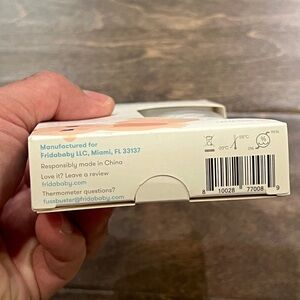 Manufactured for
Fridababy LLC, Miami, FL 33137
Responsibly made in China
Love it? Leave a review
fridababy.com
Thermometer questions?
fussbuster@fridababy.com
8 10028 77008 9